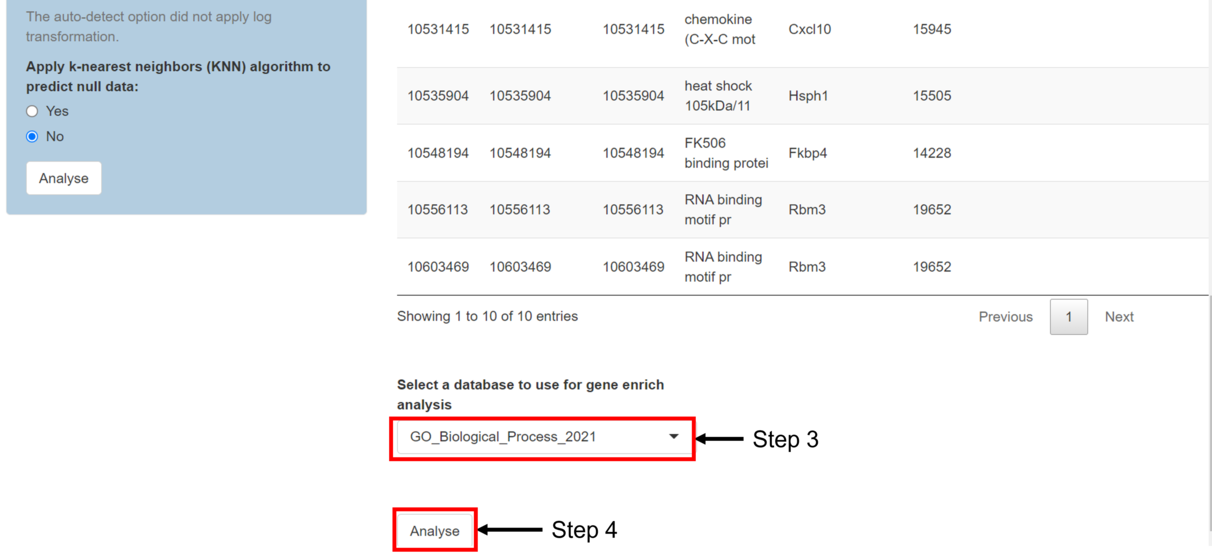 The auto-detect option did not apply log
transformation.
Apply k-nearest neighbors (KNN) algorithm to
predict null data:
Yes
No
Analyse
10531415 10531415 10531415 chemokine (C-X-C mot Cxcl10 15945
10535904 10535904 10535904 heat shock 105kDa/11 Hsph1 15505
10548194 10548194 10548194 FK506 binding protei Fkbp4 14228
10556113 10556113 10556113 RNA binding motif pr Rbm3 19652
10603469 10603469 10603469 RNA binding motif pr Rbm3 19652
Showing 1 to 10 of 10 entries
Previous 1 Next
Select a database to use for gene enrich
analysis
GO_Biological_Process_2021
Step 3
Analyse
Step 4